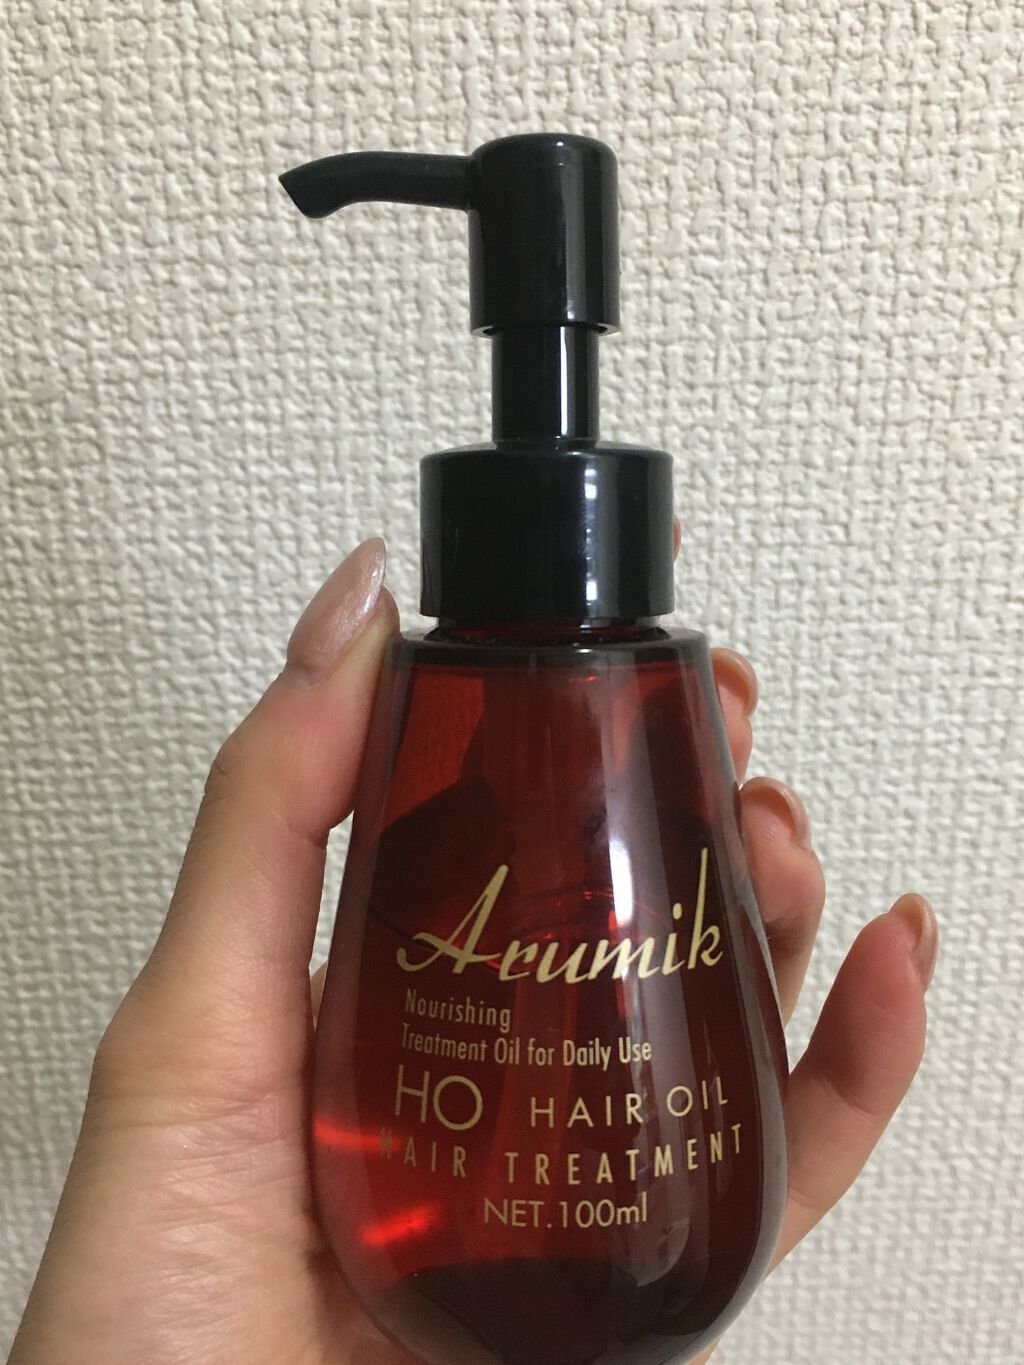 Arumik
Nourishing
Treatment Oil for Daily Use
HO HAIR OIL
HAIR TREATMENT
NET.100ml